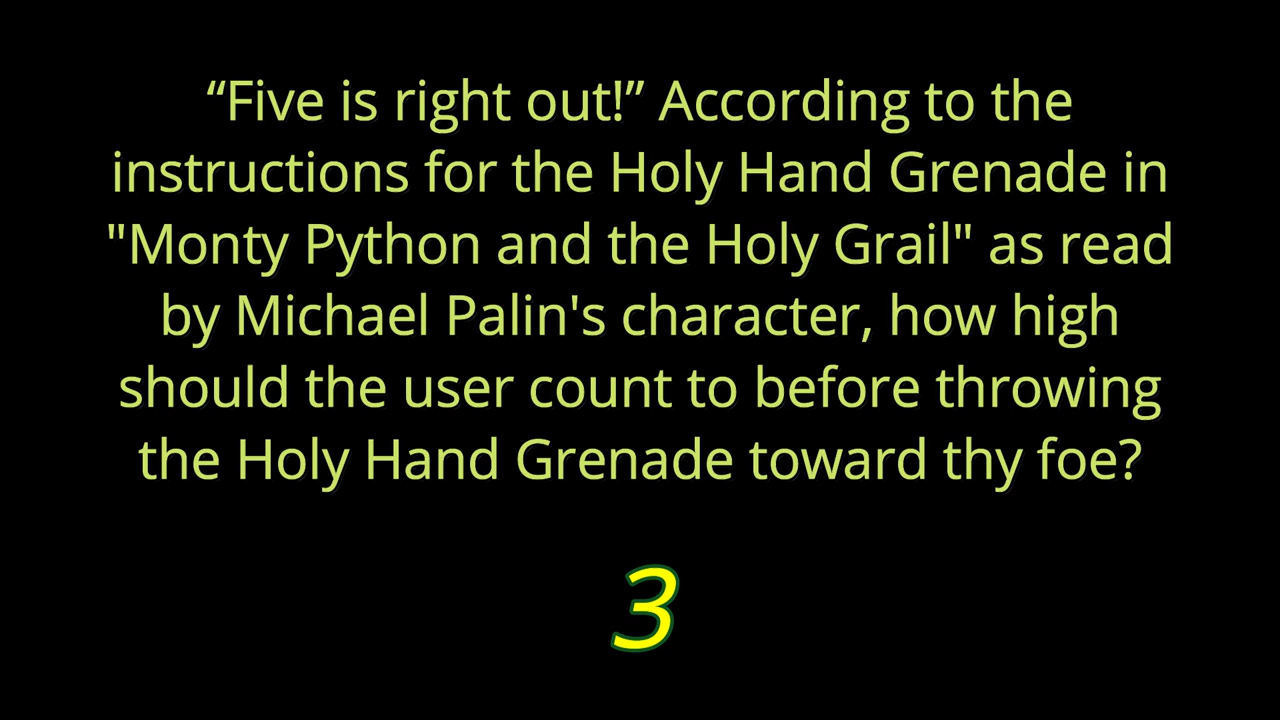 “Five is right out!” According to the
instructions for the Holy Hand Grenade in
"Monty Python and the Holy Grail" as read
by Michael Palin's character, how high
should the user count to before throwing
the Holy Hand Grenade toward thy foe?
3